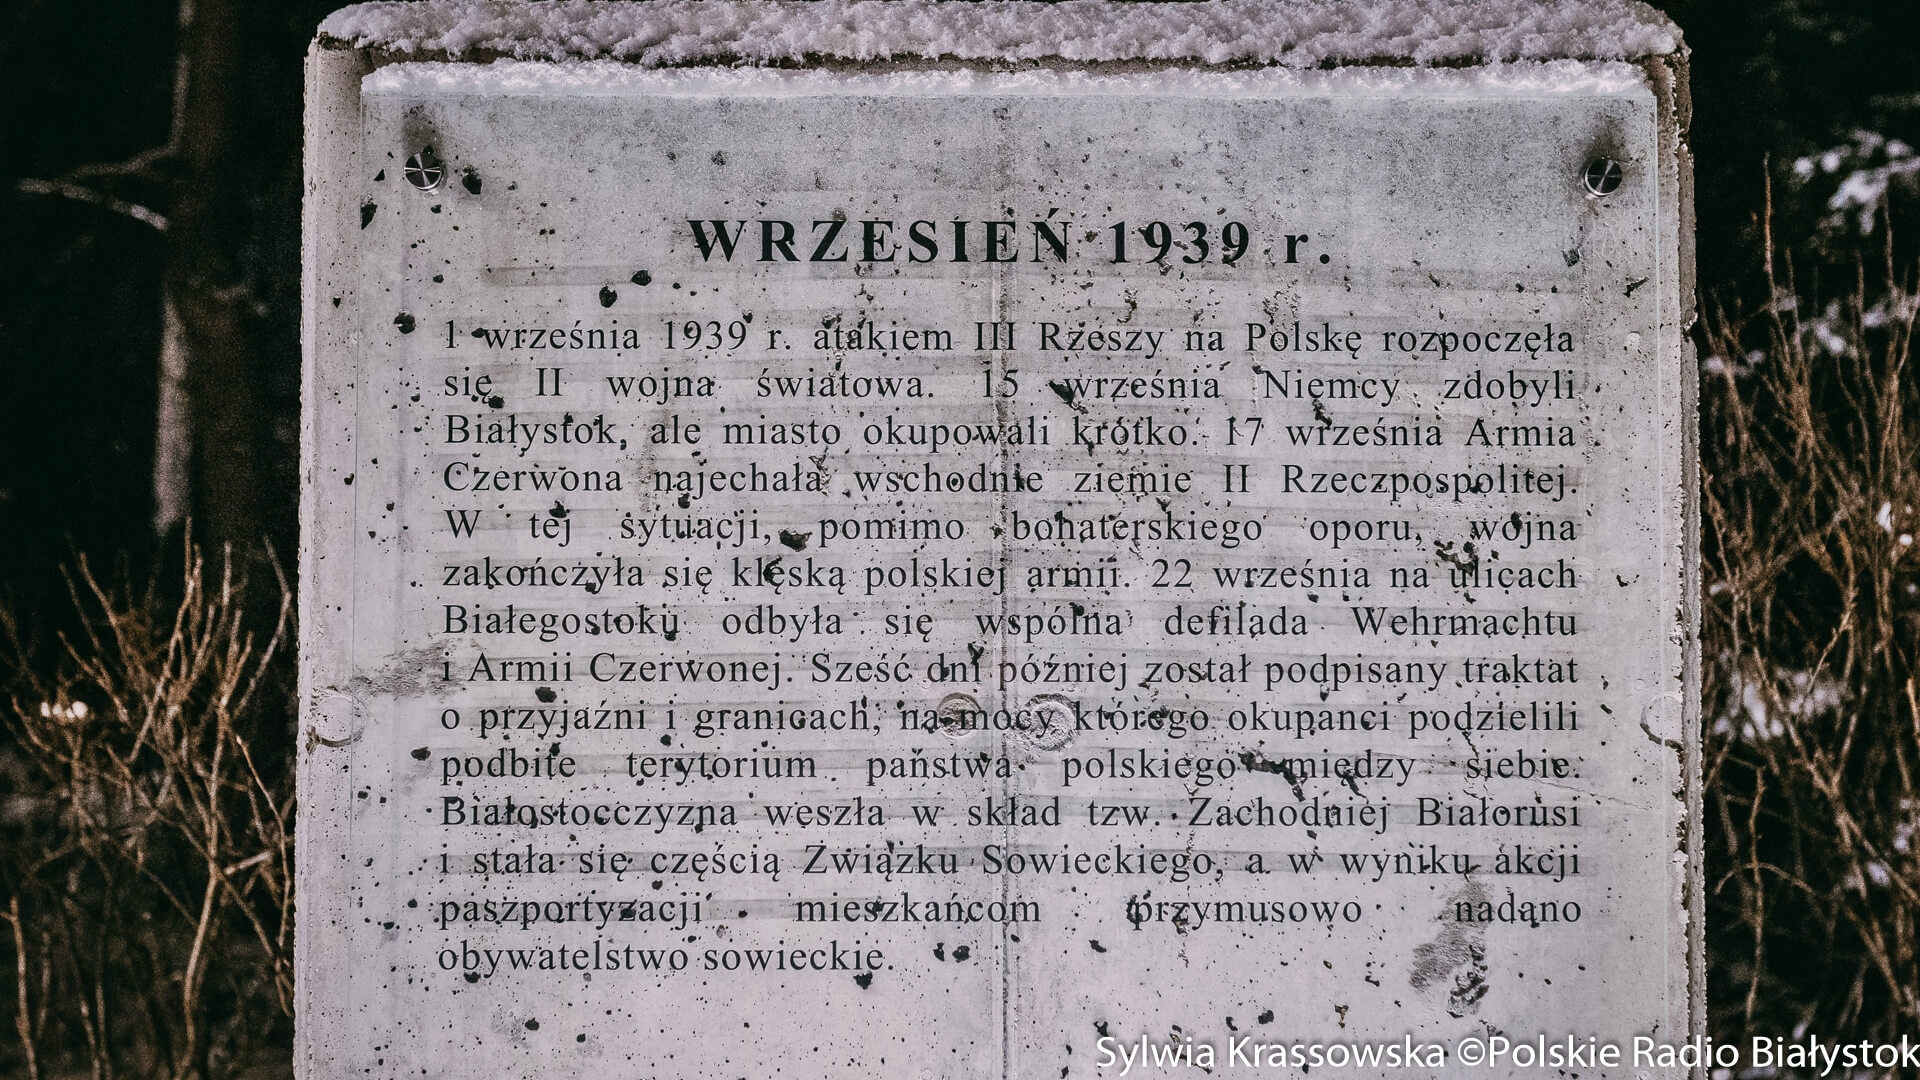 WRZESIEŃ 1939 r.
1 września 1939 r. atakiem III Rzeszy na Polskę rozpoczęła
się II wojna światowa. 15 września Niemcy zdobyli
Białystok, ale miasto okupowali krótko. 17 września Armia
Czerwona najechała wschodnie ziemie II Rzeczpospolitej.
W tej sytuacji, pomimo bohaterskiego oporu, wojna
zakończyła się klęską polskiej armii. 22 września na ulicach
Białegostoku odbyła się wspólna defilada Wehrmachtu
i Armii Czerwonej. Sześć dni później został podpisany traktat
o przyjaźni i granicach, na mocy którego okupanci podzielili
podbite terytorium państwa polskiego między siebie.
Białostocczyzna weszła w skład tzw. Zachodniej Białorusi
i stała się częścią Związku Sowieckiego, a w wyniku akcji
paszportyzacji mieszkańcom przymusowo nadano
obywatelstwo sowieckie.
Sylwia Krassowska ©Polskie Radio Białystok